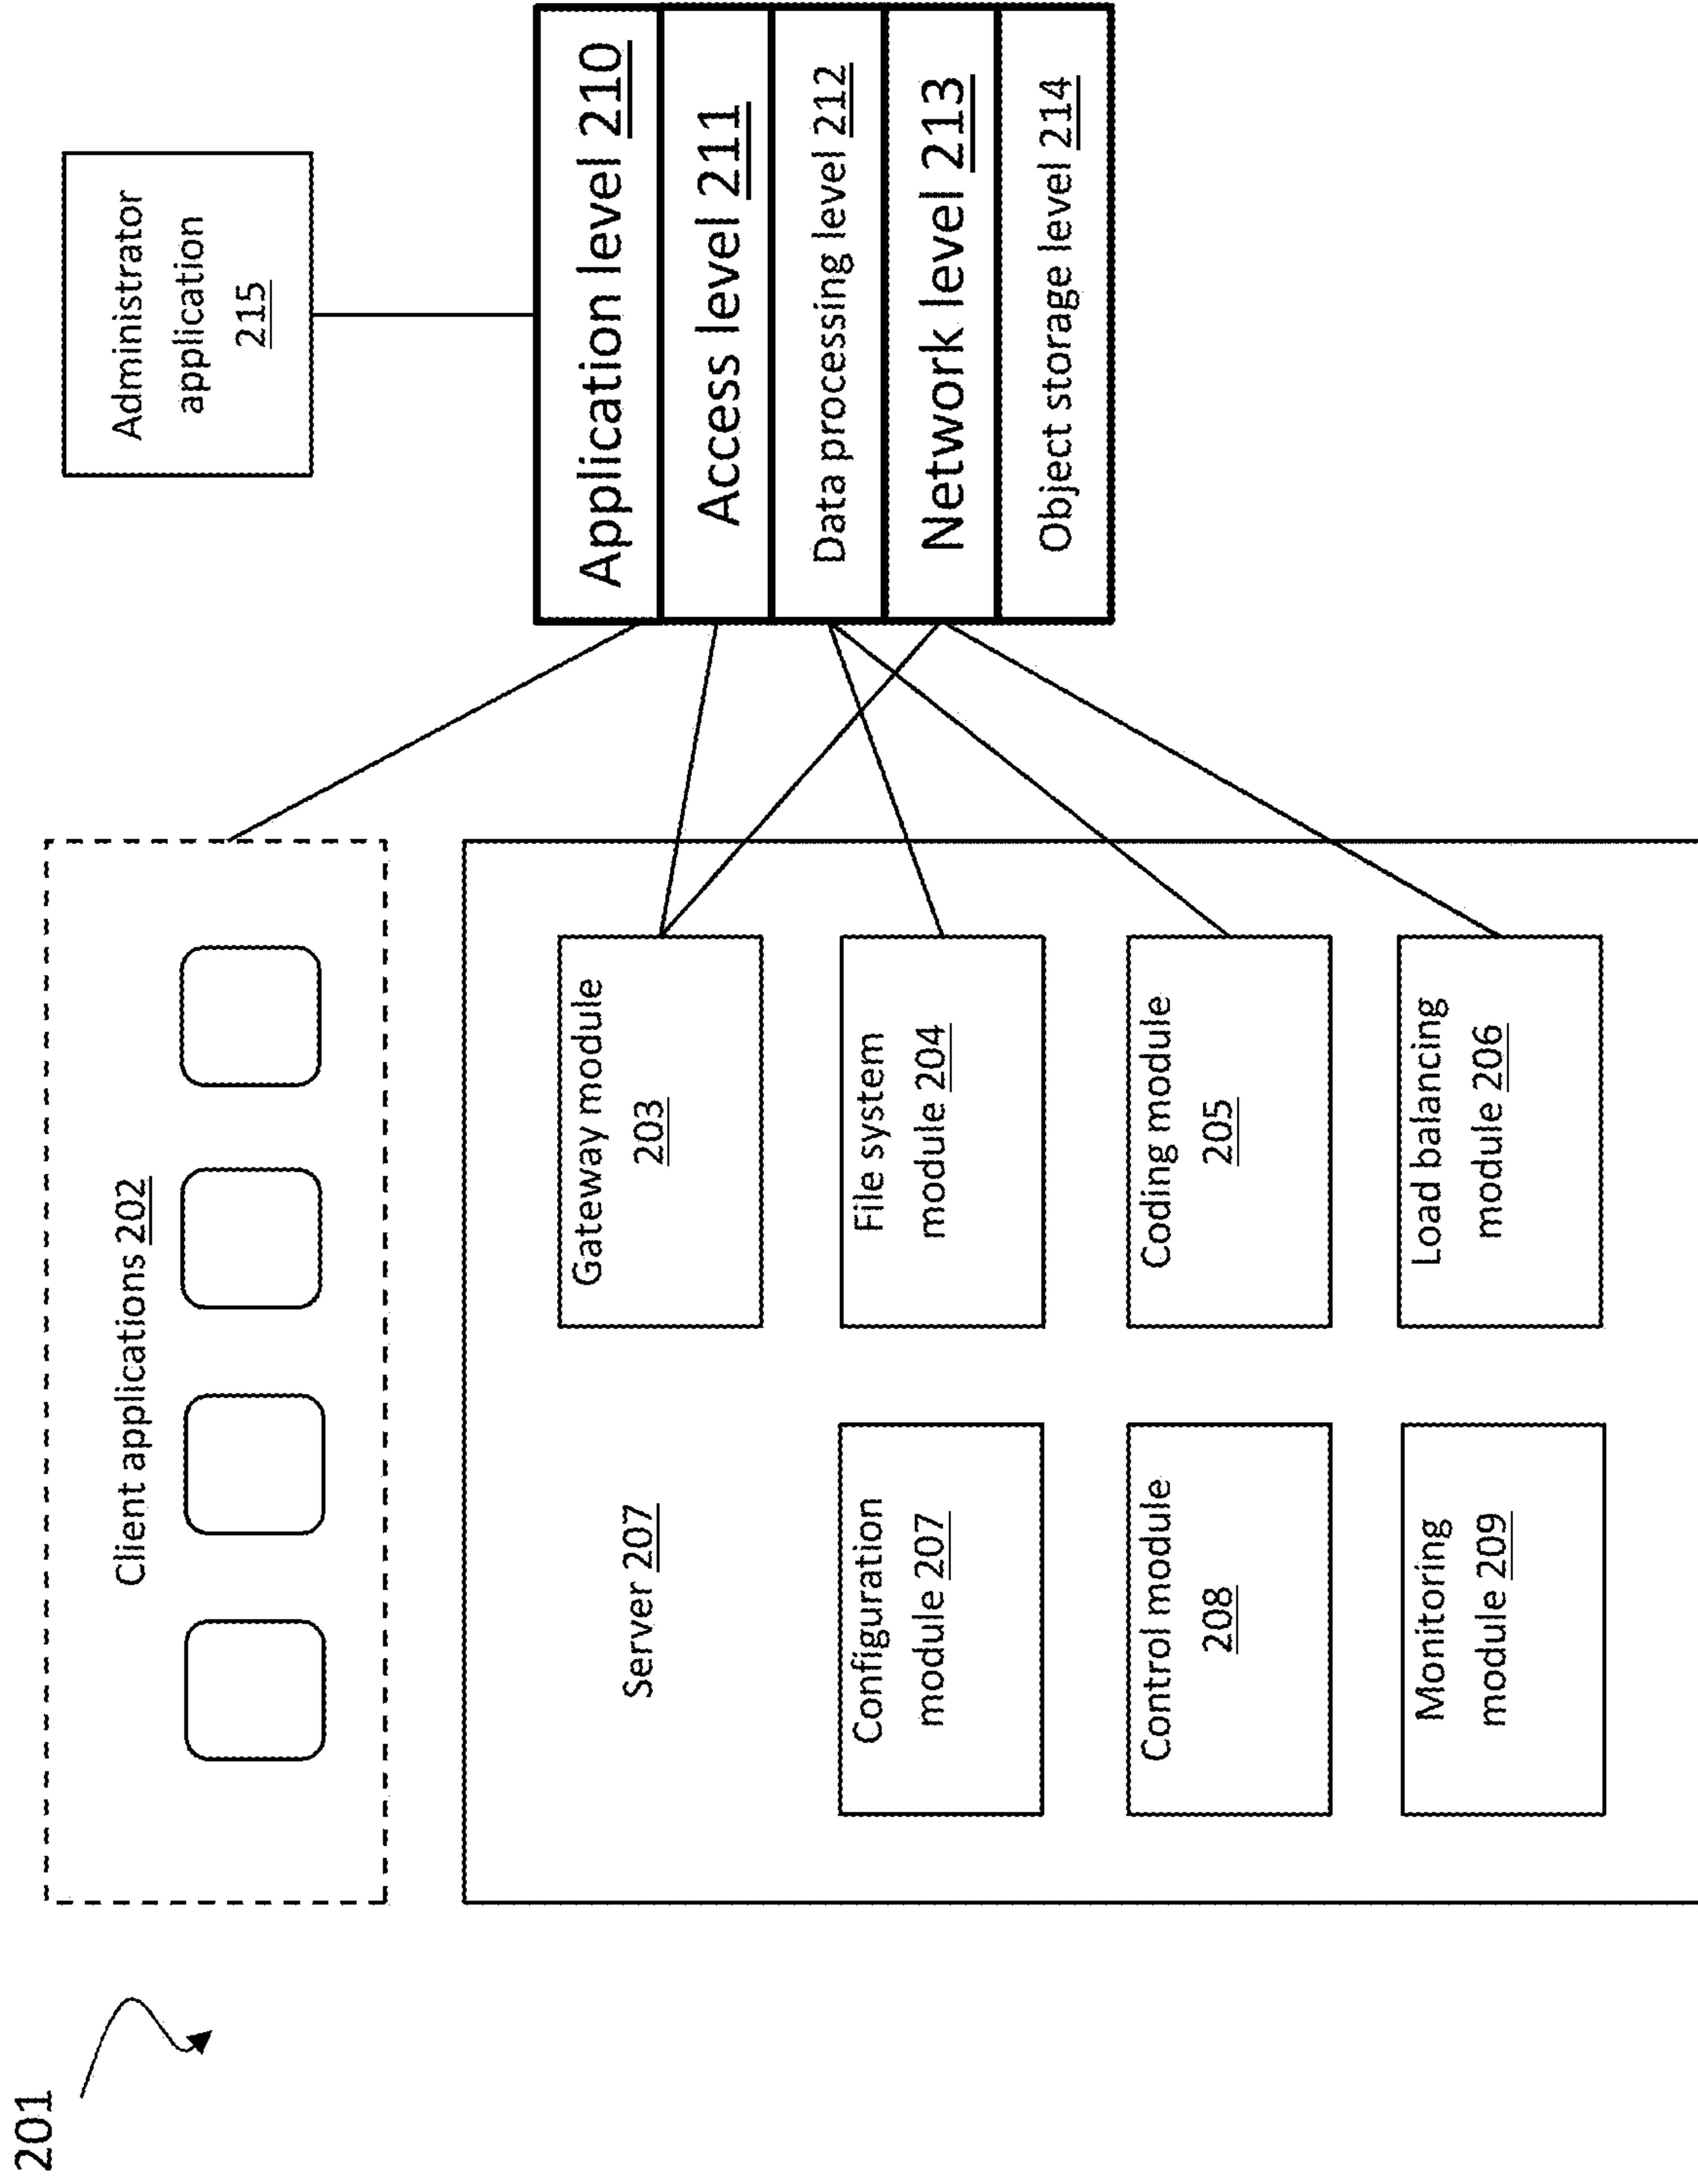 201
Client applications 202
Server 207
Gateway module
203
Configuration
module 207
File system
module 204
Control module
208
Coding module
205
Monitoring
module 209
Load balancing
module 206
Administrator
application
215
Application level 210
Access level 211
Data processing level 212
Network level 213
Object storage level 214